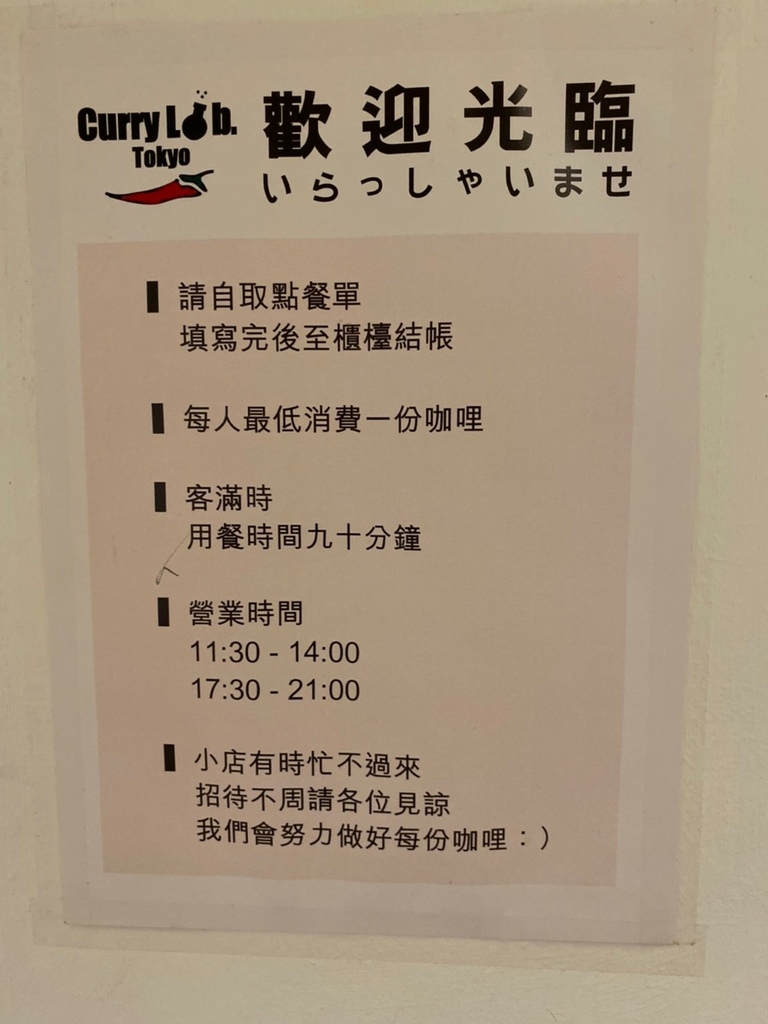 Curry Lab.
Tokyo
歡迎光臨
いらっしゃいませ
請自取點餐單
填寫完後至櫃檯結帳
每人最低消費一份咖哩
客滿時
用餐時間九十分鐘
營業時間
11:30 - 14:00
17:30 - 21:00
小店有時忙不過來
招待不周請各位見諒
我們會努力做好每份咖哩：）